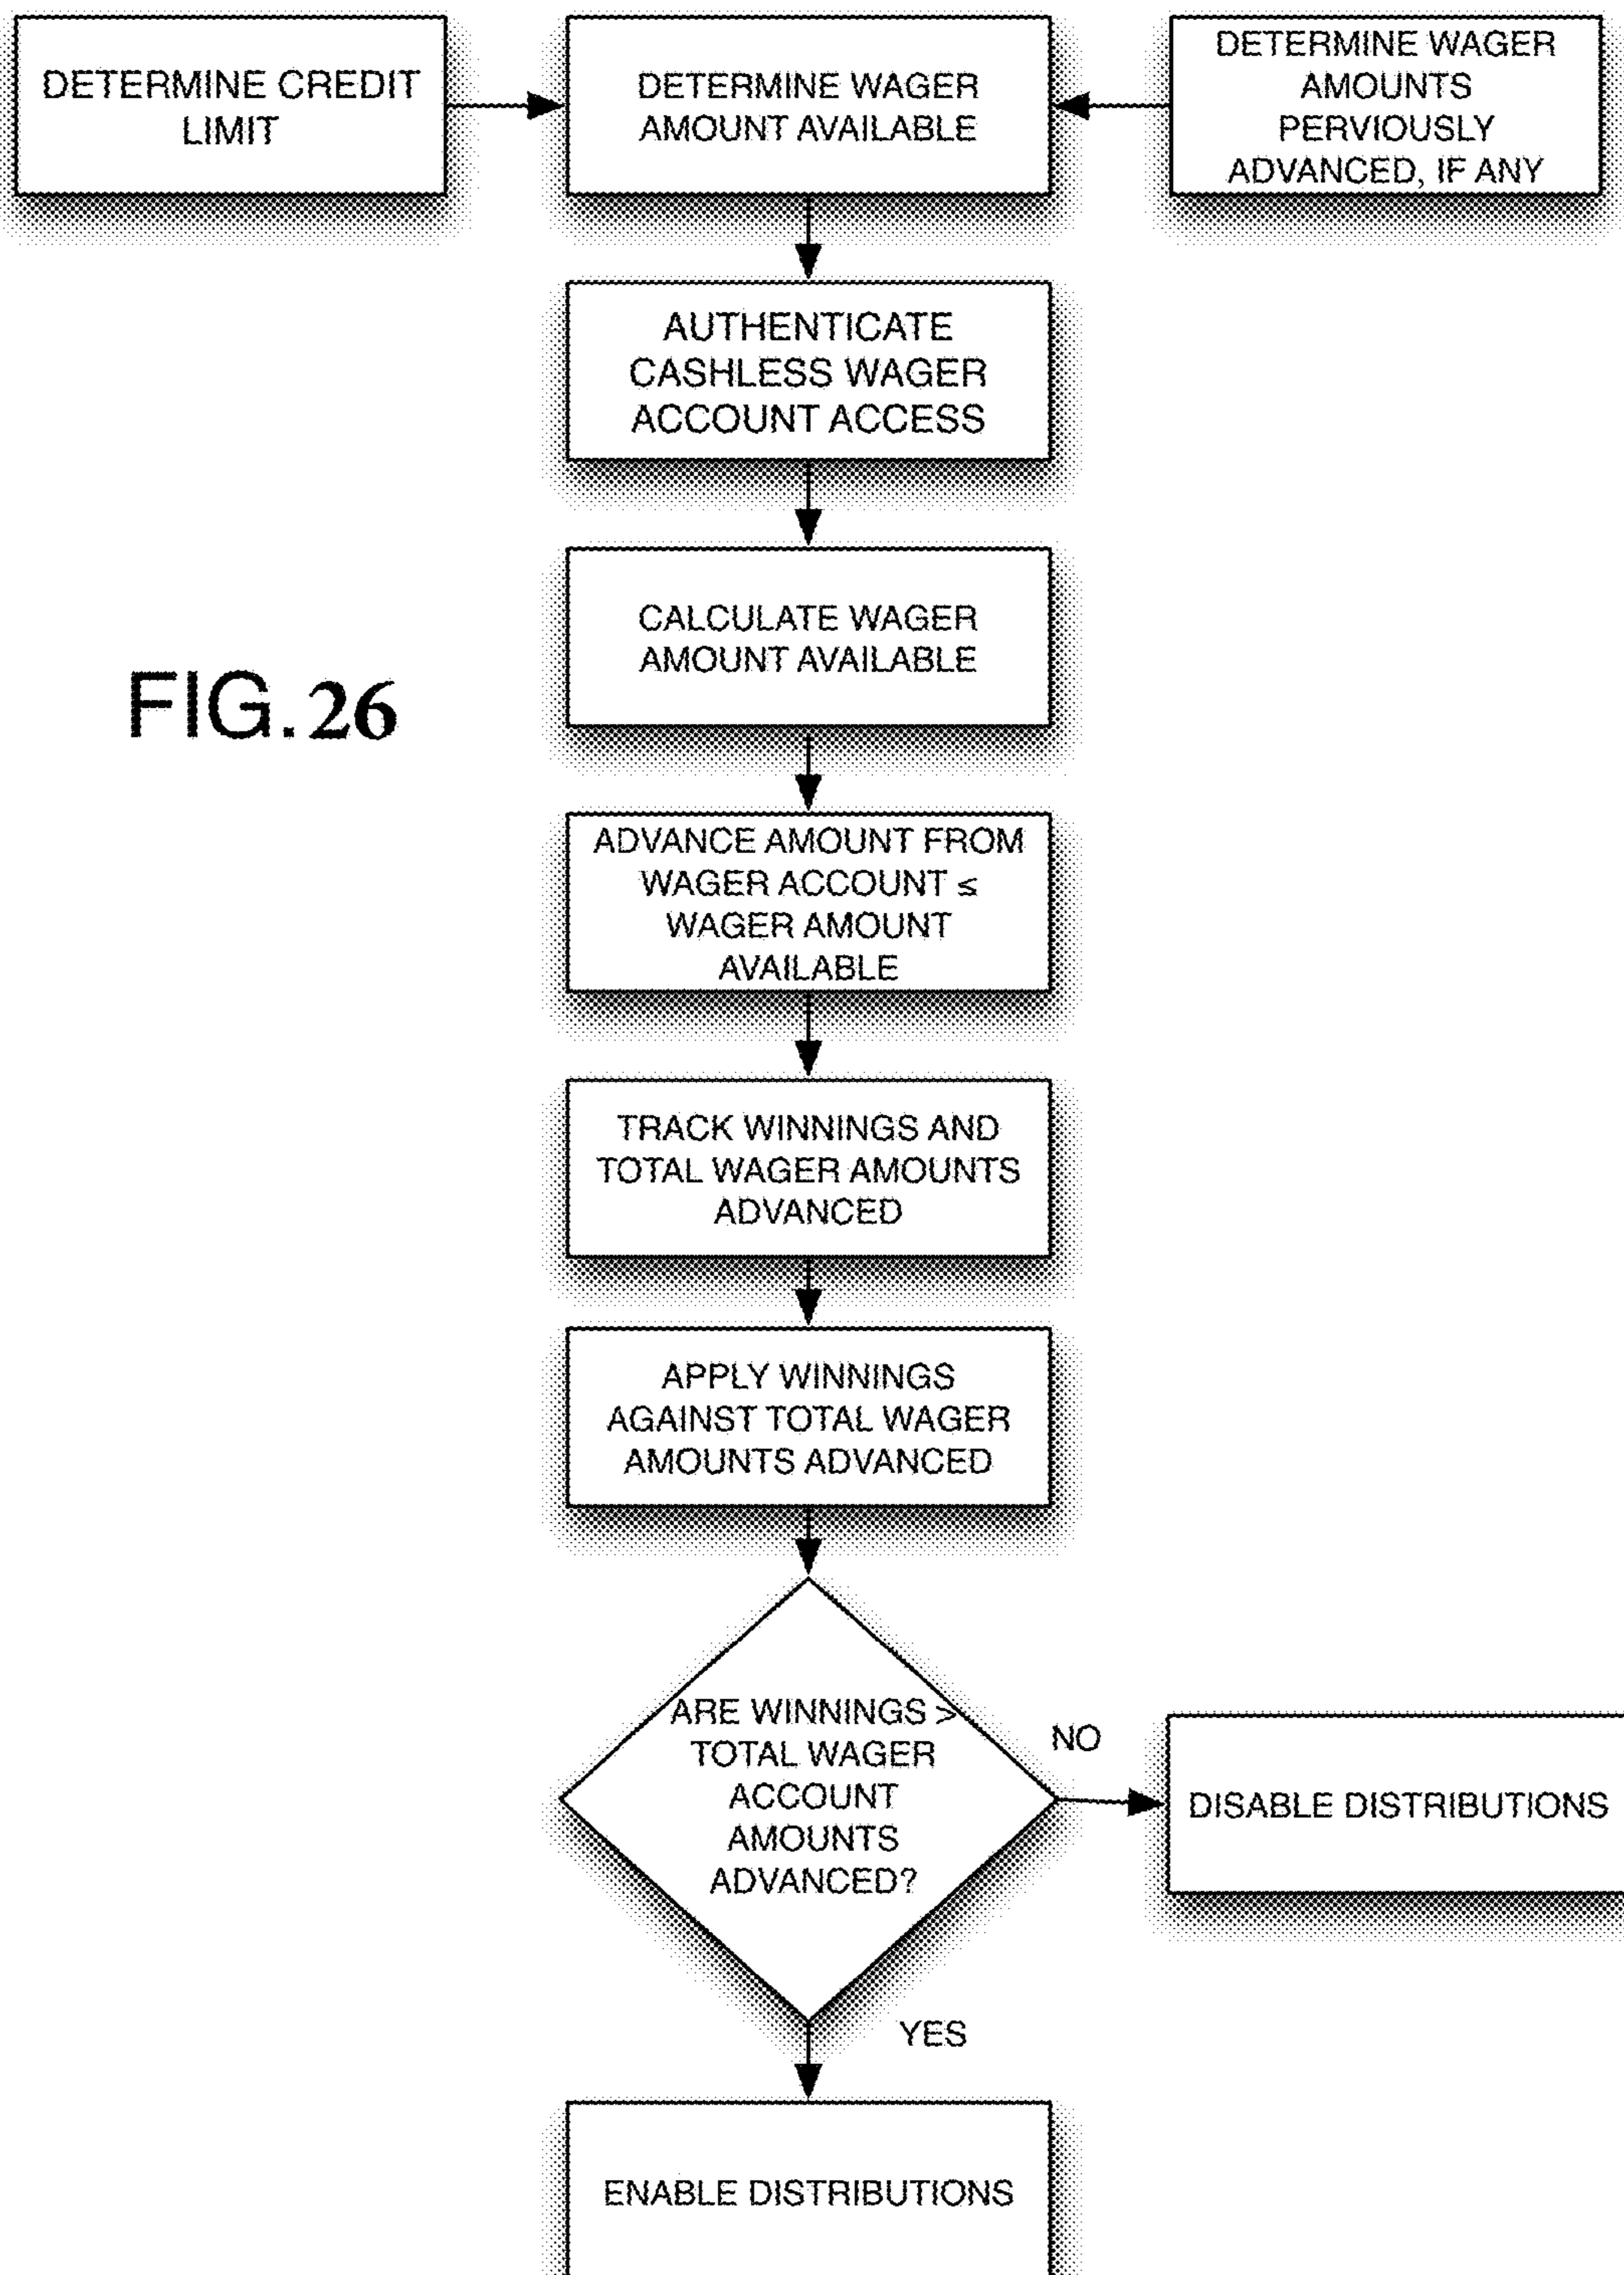 DETERMINE CREDIT
LIMIT
DETERMINE WAGER
AMOUNT AVAILABLE
DETERMINE WAGER
AMOUNTS
PERVIOUSLY
ADVANCED, IF ANY
AUTHENTICATE
CASHLESS WAGER
ACCOUNT ACCESS
CALCULATE WAGER
AMOUNT AVAILABLE
FIG. 26
ADVANCE AMOUNT FROM
WAGER ACCOUNT ≤
WAGER AMOUNT
AVAILABLE
TRACK WINNINGS AND
TOTAL WAGER AMOUNTS
ADVANCED
APPLY WINNINGS
AGAINST TOTAL WAGER
AMOUNTS ADVANCED
ARE WINNINGS >
TOTAL WAGER
ACCOUNT
AMOUNTS
ADVANCED?
NO
DISABLE DISTRIBUTIONS
YES
ENABLE DISTRIBUTIONS